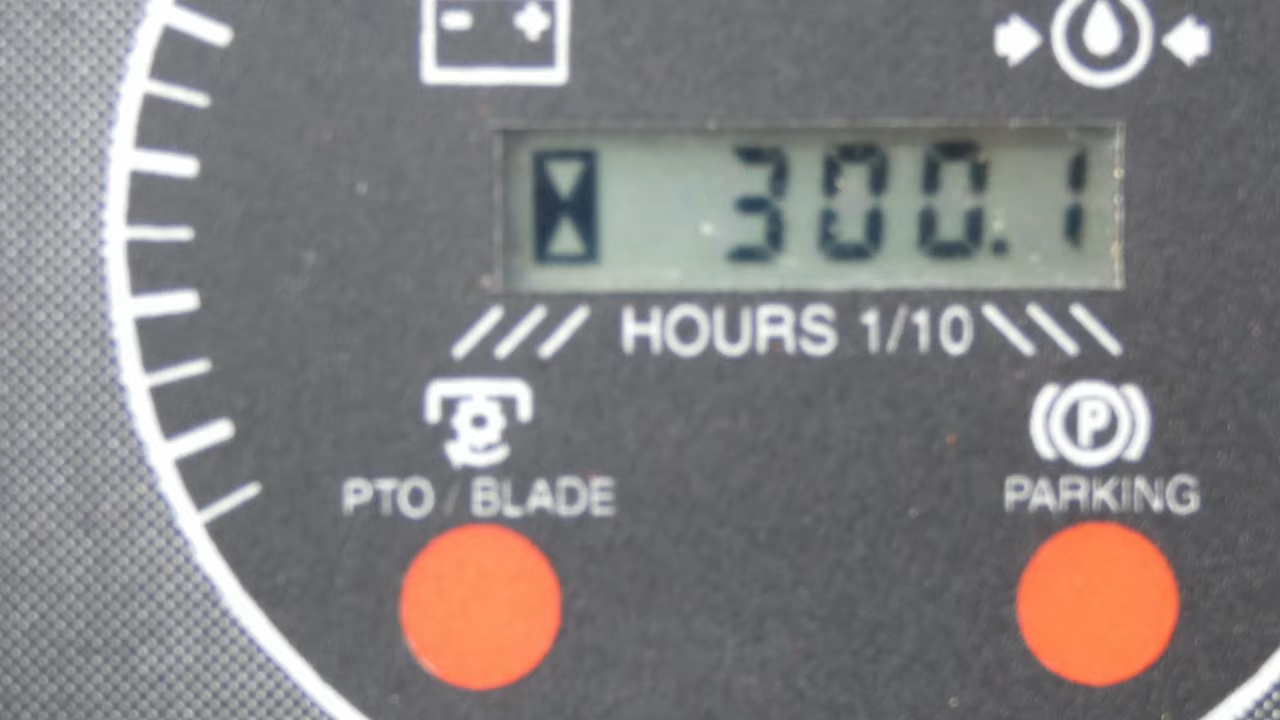 - +
300.1
HOURS 1/10
P
PTO / BLADE
PARKING